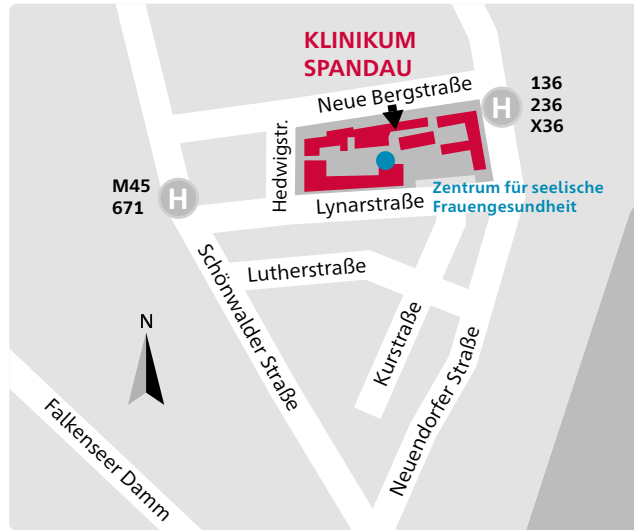 KLINIKUM
SPANDAU
Neue Bergstraße
H
136
236
X36
Hedwigstr.
M45
671
H
Lynarstraße
Zentrum für seelische
Frauengesundheit
Schönwalder Straße
Lutherstraße
Kurstraße
Neuendorfer Straße
N
Falkenseer Damm